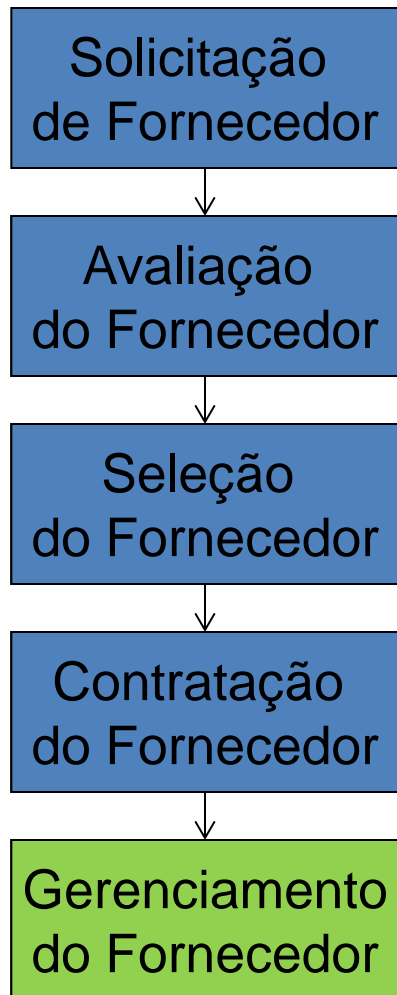 Solicitação
de Fornecedor
Avaliação
do Fornecedor
Seleção
do Fornecedor
Contratação
do Fornecedor
Gerenciamento
do Fornecedor